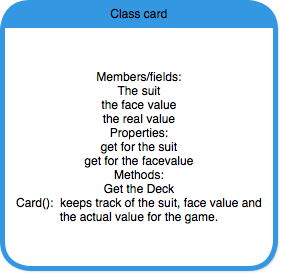 Class card
Members/fields:
The suit
the face value
the real value
Properties:
get for the suit
get for the facevalue
Methods:
Get the Deck
Card(): keeps track of the suit, face value and
the actual value for the game.